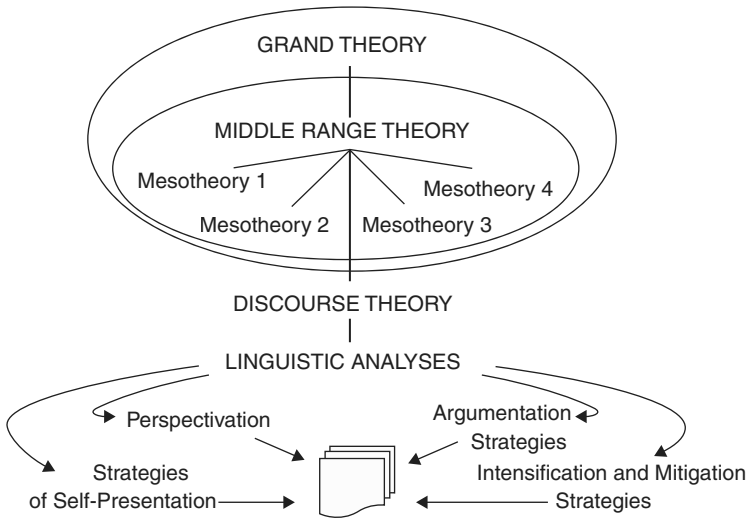 GRAND THEORY
MIDDLE RANGE THEORY
Mesotheory 1
Mesotheory 4
Mesotheory 2
Mesotheory 3
DISCOURSE THEORY
LINGUISTIC ANALYSES
Perspectivation
Argumentation
Strategies
Strategies
of Self-Presentation
Intensification and Mitigation
Strategies